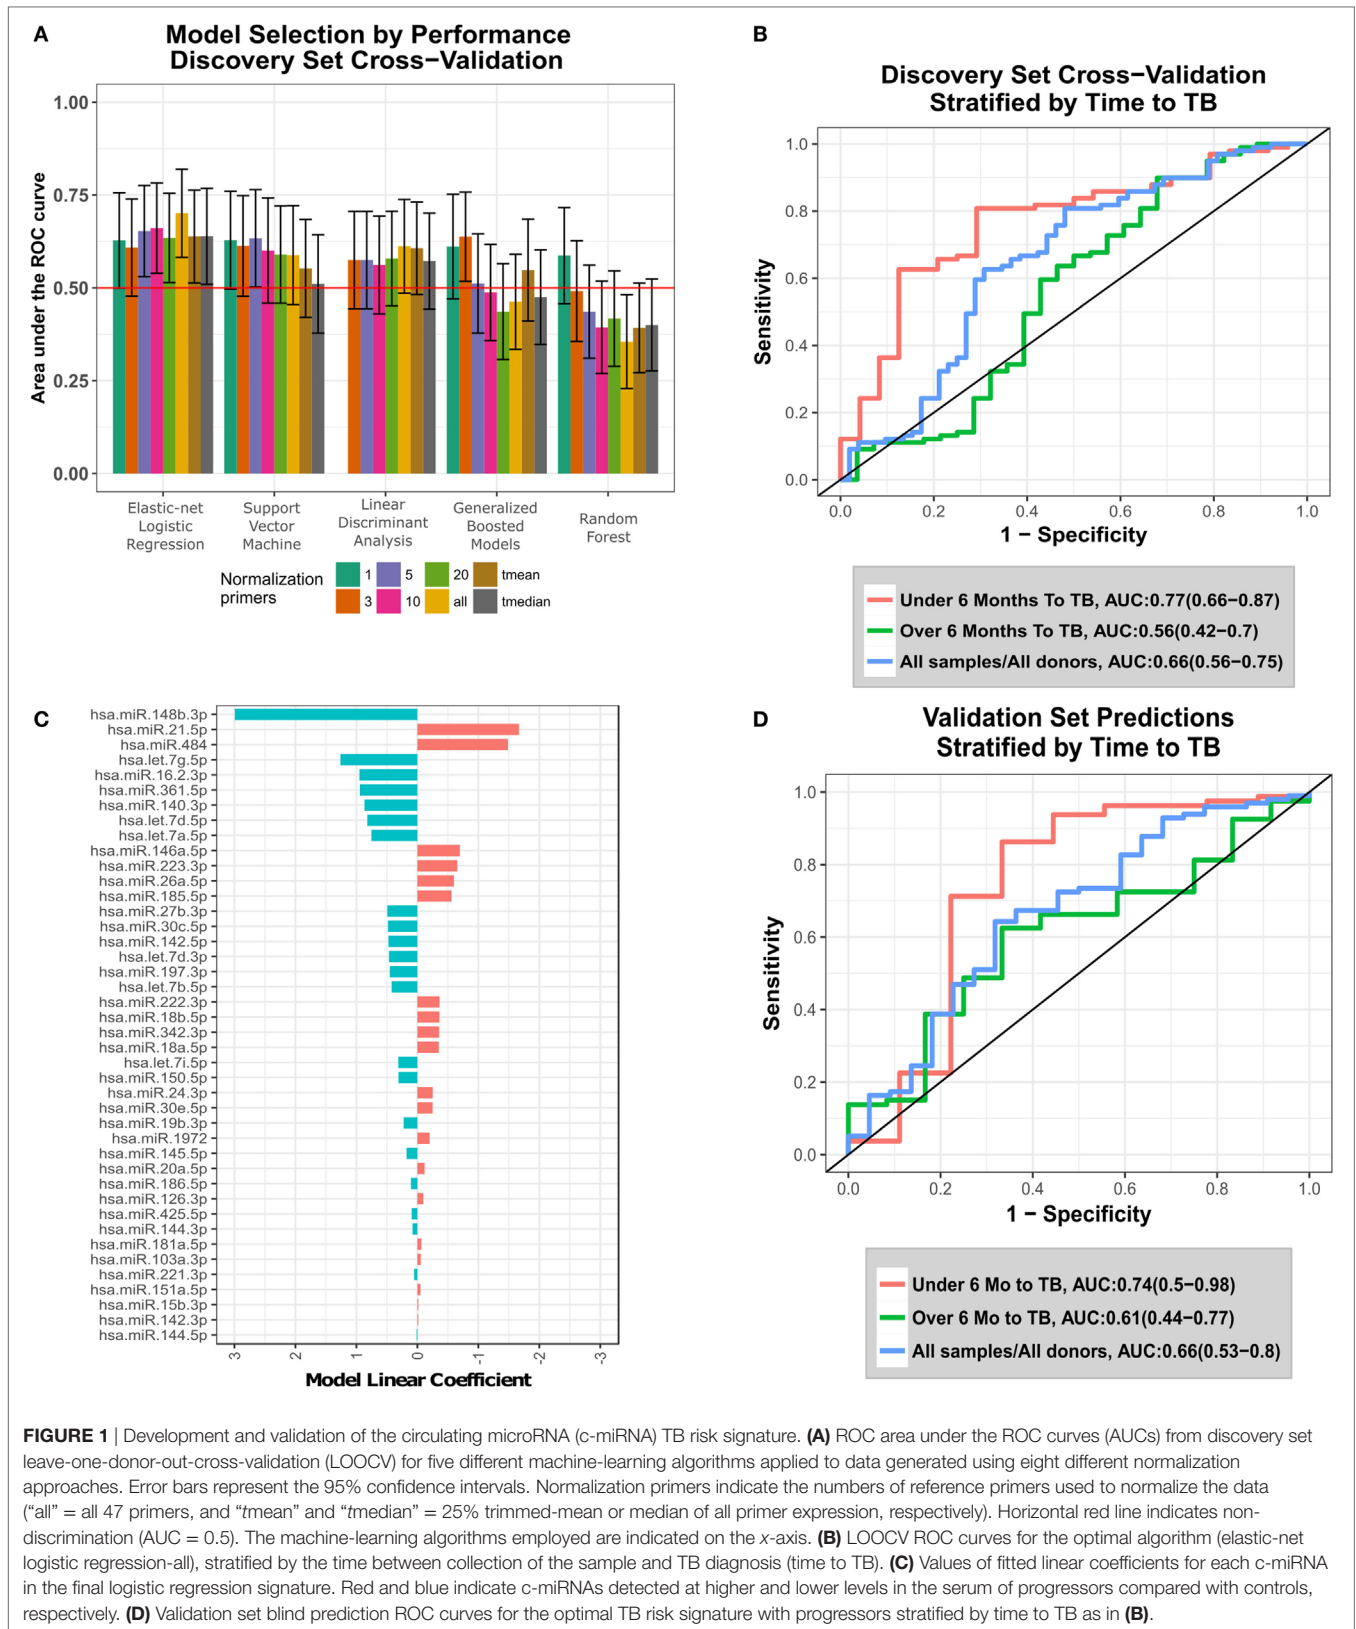 A
Model Selection by Performance
Discovery Set Cross−Validation
Area under the ROC curve
1.00
0.75
0.50
0.25
0.00
Elastic-net
Logistic
Regression
Support
Vector
Machine
Linear
Discriminant
Analysis
Generalized
Boosted
Models
Random
Forest
Normalization
primers
1 5 20 tmean
3 10 all tmedian
B
Discovery Set Cross−Validation
Stratified by Time to TB
Sensitivity
1.0
0.8
0.6
0.4
0.2
0.0
0.0 0.2 0.4 0.6 0.8 1.0
1 − Specificity
Under 6 Months To TB, AUC:0.77(0.66−0.87)
Over 6 Months To TB, AUC:0.56(0.42−0.7)
All samples/All donors, AUC:0.66(0.56−0.75)
C
hsa.miR.148b.3p
hsa.miR.21.5p
hsa.miR.484
hsa.let.7g.5p
hsa.miR.16.2.3p
hsa.miR.361.5p
hsa.miR.140.3p
hsa.let.7d.5p
hsa.let.7a.5p
hsa.miR.146a.5p
hsa.miR.223.3p
hsa.miR.26a.5p
hsa.miR.185.5p
hsa.miR.27b.3p
hsa.miR.30c.5p
hsa.miR.142.5p
hsa.let.7d.3p
hsa.miR.197.3p
hsa.let.7b.5p
hsa.miR.222.3p
hsa.miR.18b.5p
hsa.miR.342.3p
hsa.miR.18a.5p
hsa.let.7i.5p
hsa.miR.150.5p
hsa.miR.24.3p
hsa.miR.30e.5p
hsa.miR.19b.3p
hsa.miR.1972
hsa.miR.145.5p
hsa.miR.20a.5p
hsa.miR.186.5p
hsa.miR.126.3p
hsa.miR.425.5p
hsa.miR.144.3p
hsa.miR.181a.5p
hsa.miR.103a.3p
hsa.miR.221.3p
hsa.miR.151a.5p
hsa.miR.15b.3p
hsa.miR.142.3p
hsa.miR.144.5p
3 2 1 0 -1 -2 -3
Model Linear Coefficient
D
Validation Set Predictions
Stratified by Time to TB
Sensitivity
1.0
0.8
0.6
0.4
0.2
0.0
0.0 0.2 0.4 0.6 0.8 1.0
1 − Specificity
Under 6 Mo to TB, AUC:0.74(0.5−0.98)
Over 6 Mo to TB, AUC:0.61(0.44−0.77)
All samples/All donors, AUC:0.66(0.53−0.8)
FIGURE 1 | Development and validation of the circulating microRNA (c-miRNA) TB risk signature. (A) ROC area under the ROC curves (AUCs) from discovery set
leave-one-donor-out-cross-validation (LOOCV) for five different machine-learning algorithms applied to data generated using eight different normalization
approaches. Error bars represent the 95% confidence intervals. Normalization primers indicate the numbers of reference primers used to normalize the data
(“all” = all 47 primers, and “tmean” and “tmedian” = 25% trimmed-mean or median of all primer expression, respectively). Horizontal red line indicates non-
discrimination (AUC = 0.5). The machine-learning algorithms employed are indicated on the x-axis. (B) LOOCV ROC curves for the optimal algorithm (elastic-net
logistic regression-all), stratified by the time between collection of the sample and TB diagnosis (time to TB). (C) Values of fitted linear coefficients for each c-miRNA
in the final logistic regression signature. Red and blue indicate c-miRNAs detected at higher and lower levels in the serum of progressors compared with controls,
respectively. (D) Validation set blind prediction ROC curves for the optimal TB risk signature with progressors stratified by time to TB as in (B).